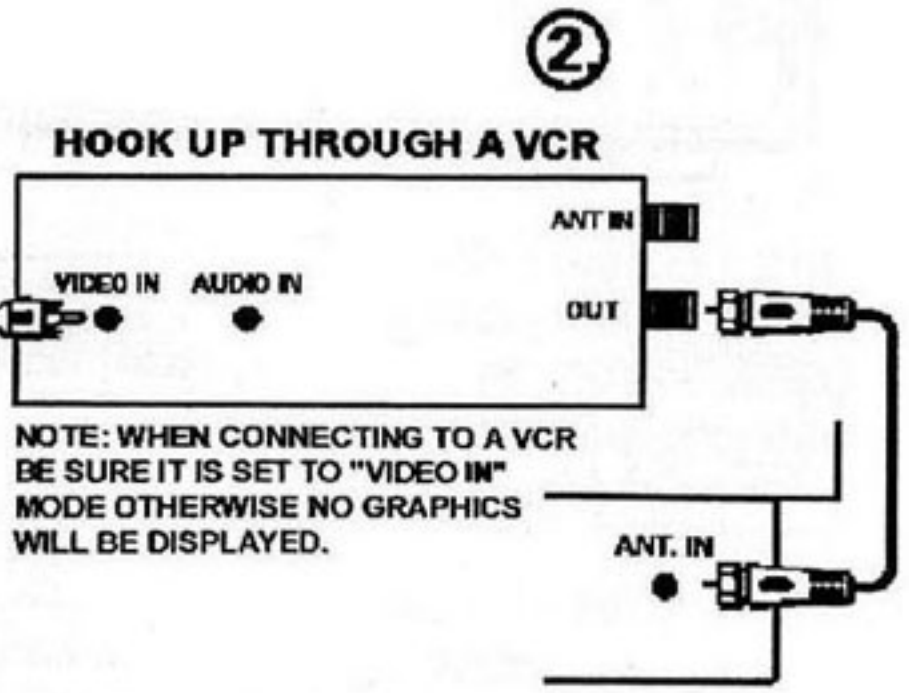 2
HOOK UP THROUGH A VCR
ANT IN
VIDEO IN AUDIO IN
OUT
NOTE: WHEN CONNECTING TO A VCR
BE SURE IT IS SET TO "VIDEO IN"
MODE OTHERWISE NO GRAPHICS
WILL BE DISPLAYED.
ANT. IN